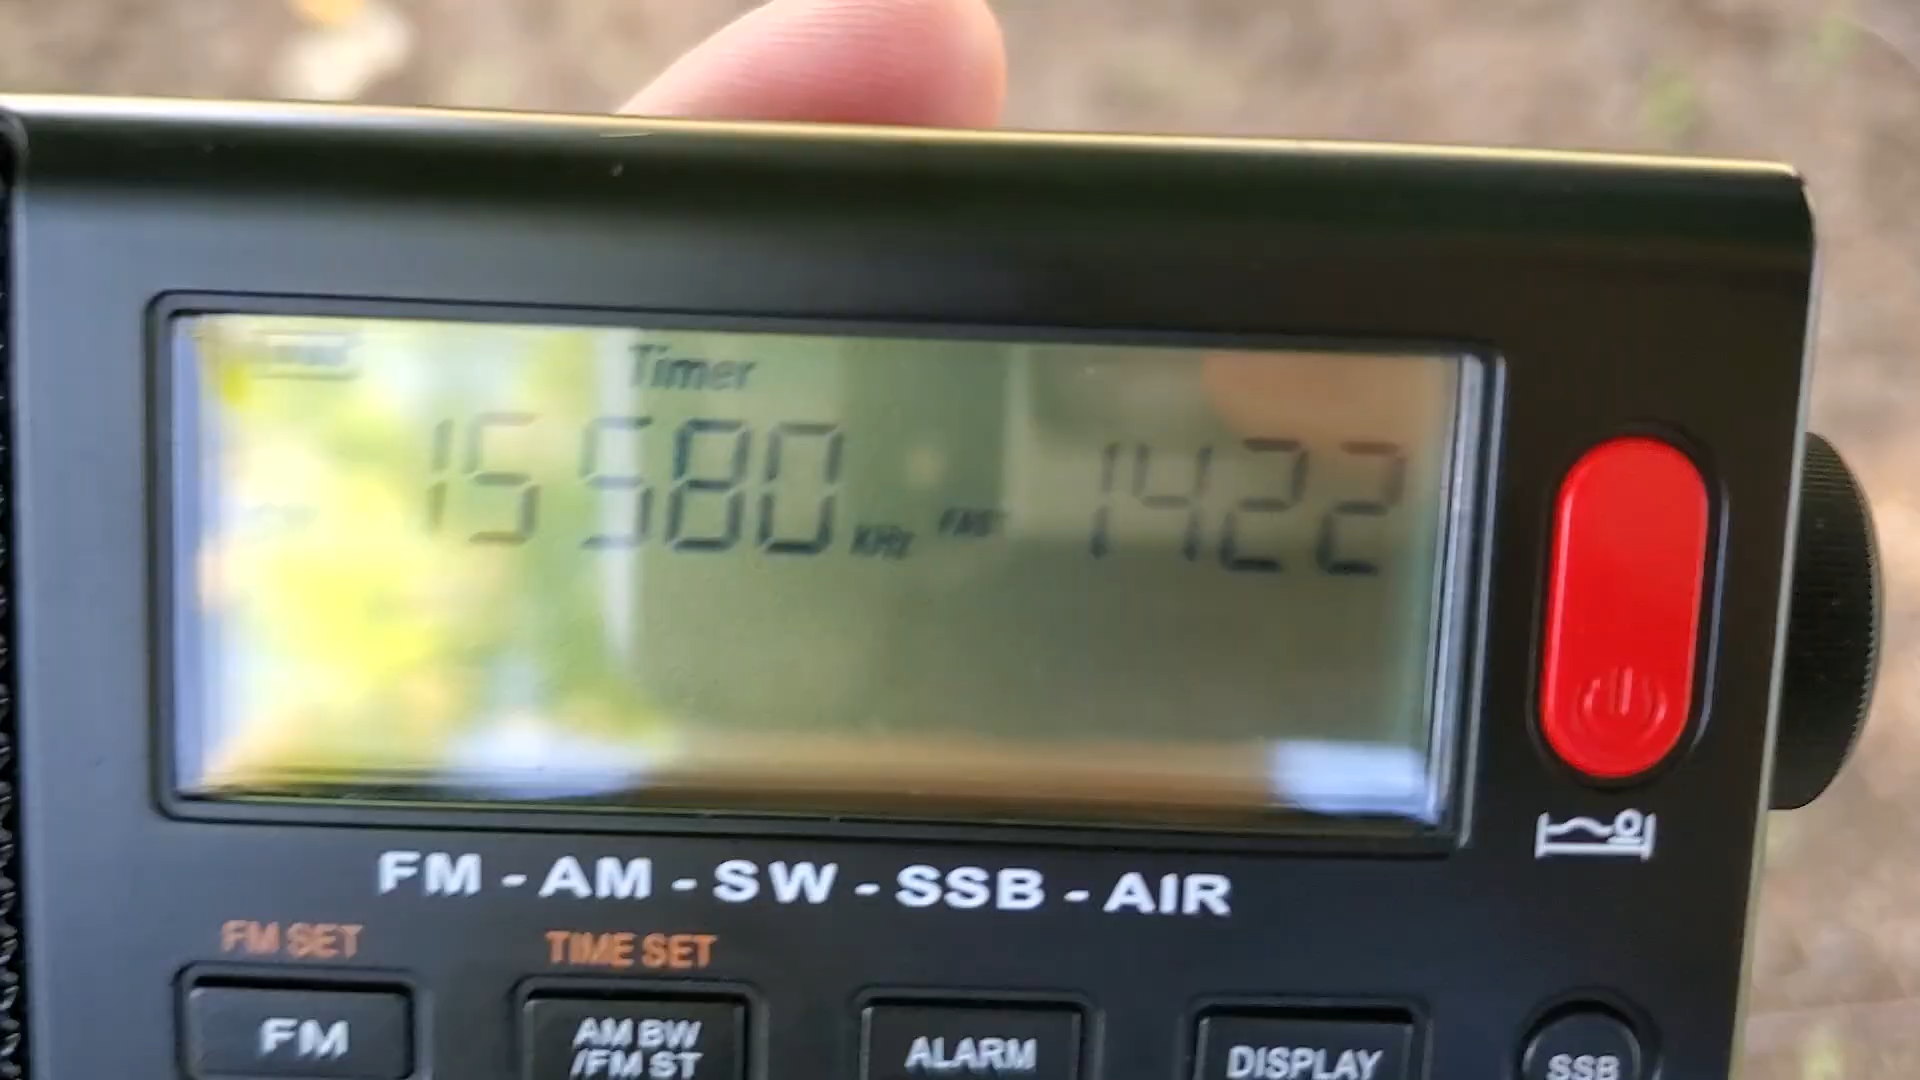 Timer
15580 KHz FAST 1422
FM - AM - SW - SSB - AIR
FM SET TIME SET
FM AM BW /FM ST ALARM DISPLAY SSB